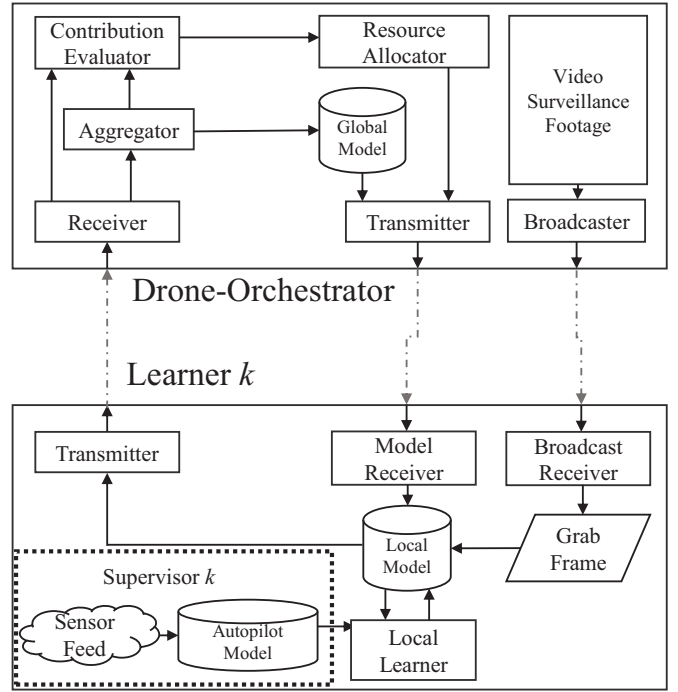 Contribution
Evaluator
Resource
Allocator
Video
Surveillance
Footage
Aggregator
Global
Model
Receiver
Transmitter
Broadcaster
Drone-Orchestrator
Learner k
Transmitter
Model
Receiver
Broadcast
Receiver
Local
Model
Grab
Frame
Supervisor k
Sensor
Feed
Autopilot
Model
Local
Learner